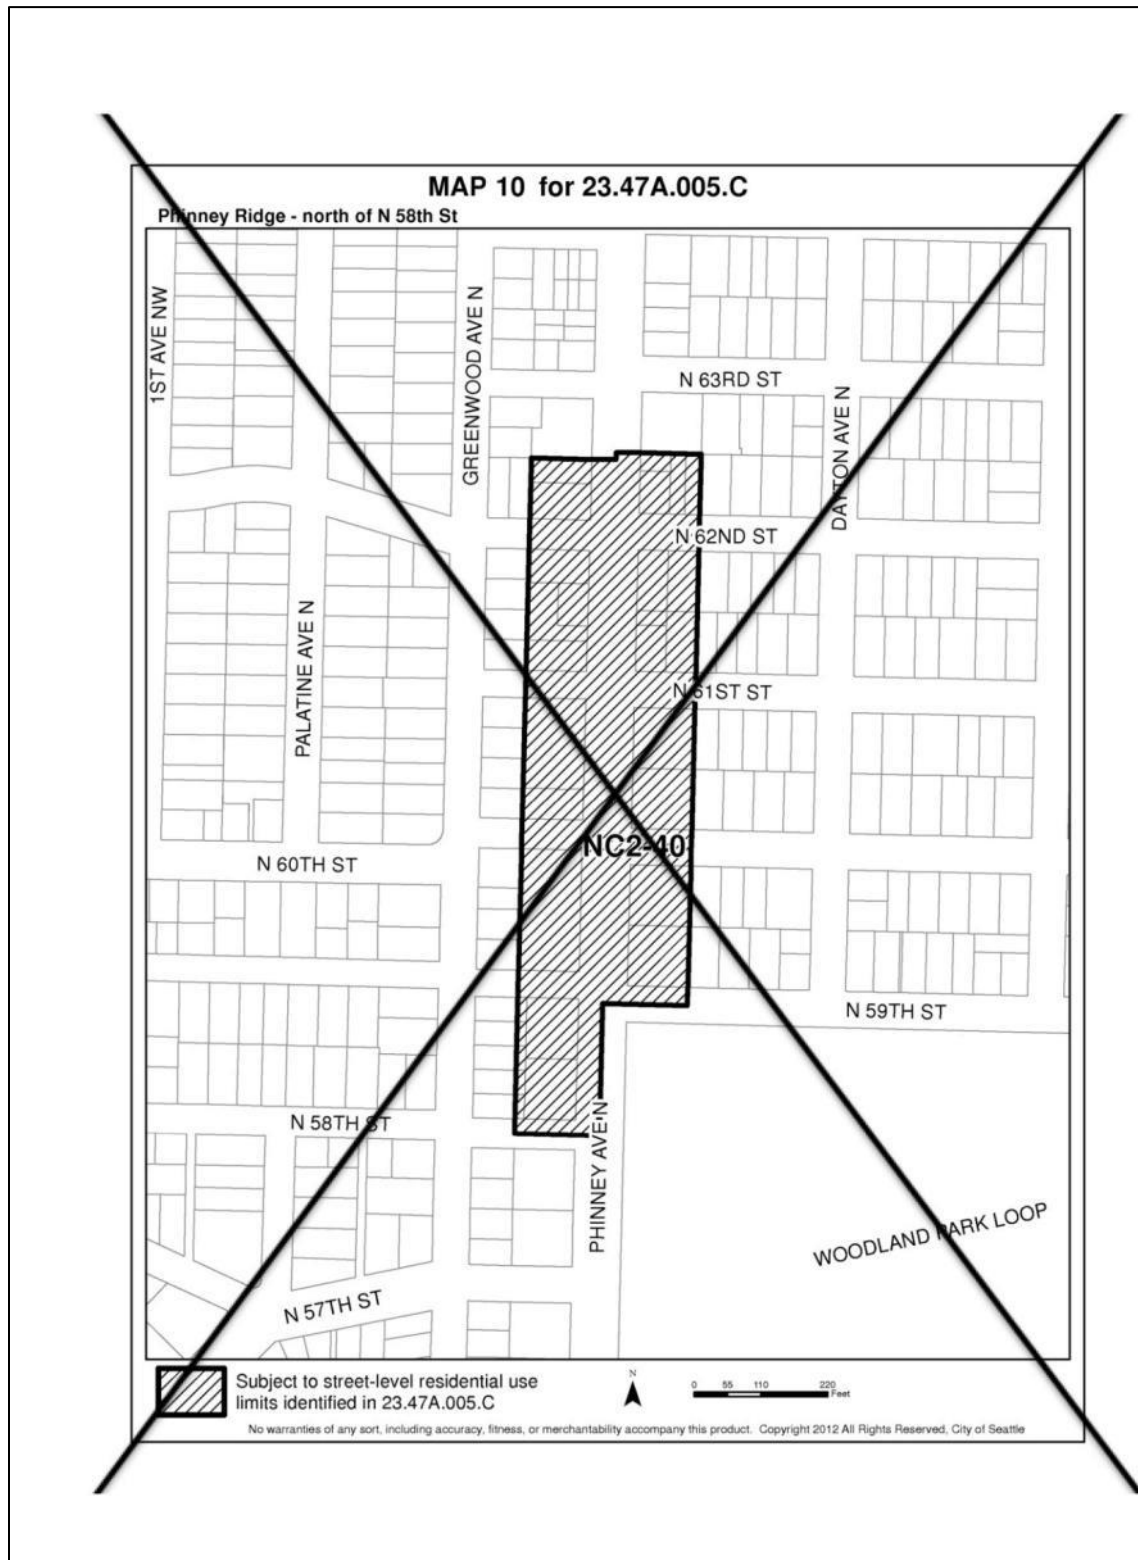 MAP 10 for 23.47A.005.C
Phinney Ridge - north of N 58th St
1ST AVE NW
GREENWOOD AVE N
N 63RD ST
DAYTON AVE N
N 62ND ST
PALATINE AVE N
N 61ST ST
NC2-40
N 60TH ST
N 59TH ST
N 58TH ST
PHINNEY AVE N
WOODLAND PARK LOOP
N 57TH ST
Subject to street-level residential use
limits identified in 23.47A.005.C
N
0 55 110 220
Feet
No warranties of any sort, including accuracy, fitness, or merchantability accompany this product. Copyright 2012 All Rights Reserved, City of Seattle